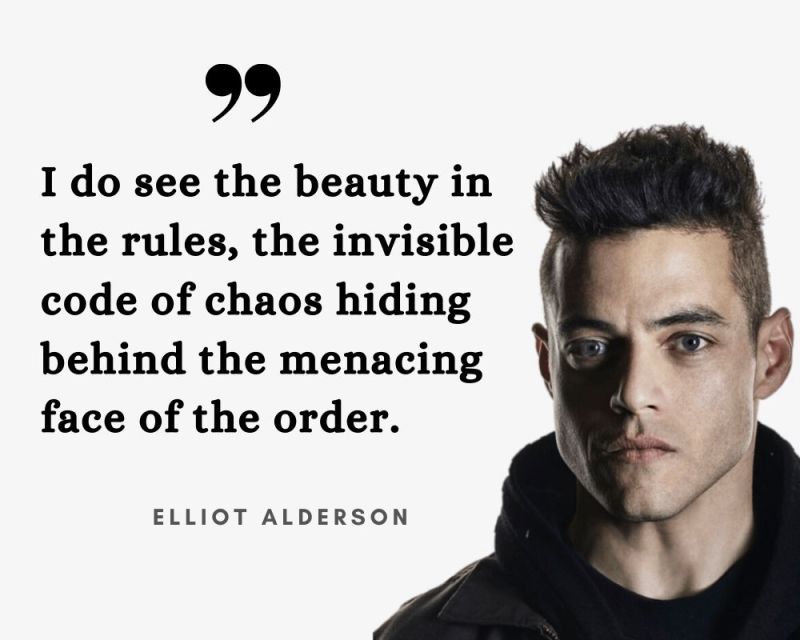 ”
I do see the beauty in
the rules, the invisible
code of chaos hiding
behind the menacing
face of the order.
ELLIOT ALDERSON